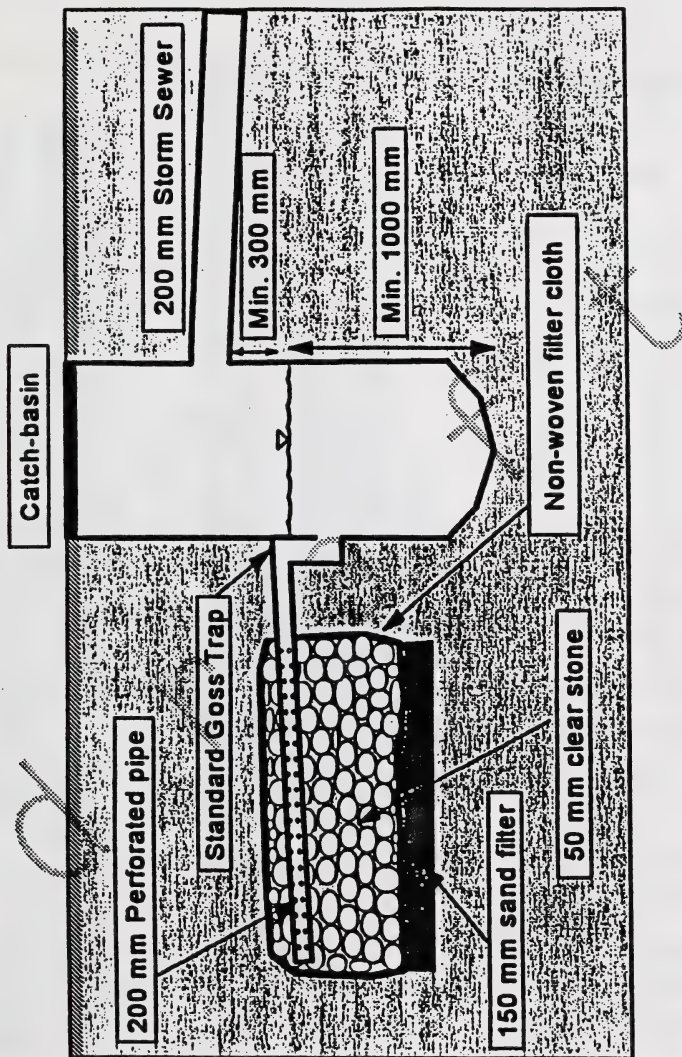 Catch-basin
200 mm Storm Sewer
Min. 300 mm
Min. 1000 mm
Standard Goss Trap
200 mm Perforated pipe
Non-woven filter cloth
50 mm clear stone
150 mm sand filter